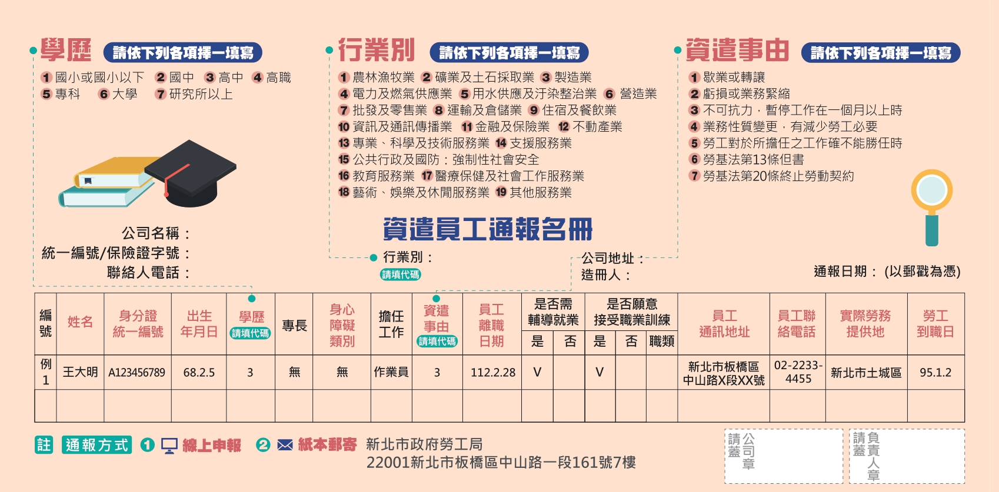 學歷 請依下列各項擇一填寫
1 國小或國小以下 2 國中 3 高中 4 高職
5 專科 6 大學 7 研究所以上
行業別 請依下列各項擇一填寫
1 農林漁牧業 2 礦業及土石採取業 3 製造業
4 電力及燃氣供應業 5 用水供應及汙染整治業 6 營造業
7 批發及零售業 8 運輸及倉儲業 9 住宿及餐飲業
10 資訊及通訊傳播業 11 金融及保險業 12 不動產業
13 專業、科學及技術服務業 14 支援服務業
15 公共行政及國防：強制性社會安全
16 教育服務業 17 醫療保健及社會工作服務業
18 藝術、娛樂及休閒服務業 19 其他服務業
資遣事由 請依下列各項擇一填寫
1 歇業或轉讓
2 虧損或業務緊縮
3 不可抗力，暫停工作在一個月以上時
4 業務性質變更，有減少勞工必要
5 勞工對於所擔任之工作確不能勝任時
6 勞基法第13條但書
7 勞基法第20條終止勞動契約
資遣員工通報名冊
公司名稱：
統一編號/保險證字號：
聯絡人電話：
行業別：
請填代碼
公司地址：
造冊人：
通報日期：(以郵戳為憑)
編號
姓名
身分證
統一編號
出生
年月日
學歷
請填代碼
專長
身心
障礙
類別
擔任
工作
資遣
事由
請填代碼
員工
離職
日期
是否需
輔導就業
是 否
是否願意
接受職業訓練
是 否 職類
員工
通訊地址
員工聯
絡電話
實際勞務
提供地
勞工
到職日
例
1
王大明
A123456789
68.2.5
3
無
無
作業員
3
112.2.28
V
V
新北市板橋區
中山路X段XX號
02-2233-
4455
新北市土城區
95.1.2
註 通報方式 1 線上申報 2 紙本郵寄 新北市政府勞工局
22001新北市板橋區中山路一段161號7樓
請蓋
公司章
請蓋
負責人章